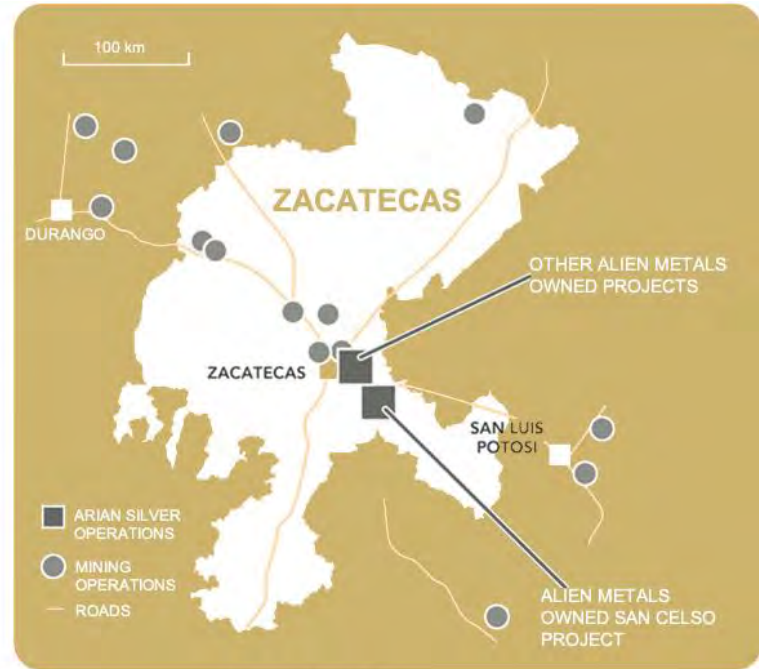 100 km
ZACATECAS
DURANGO
OTHER ALIEN METALS
OWNED PROJECTS
ZACATECAS
SAN LUIS
POTOSI
ARIAN SILVER
OPERATIONS
MINING
OPERATIONS
ROADS
ALIEN METALS
OWNED SAN CELSO
PROJECT